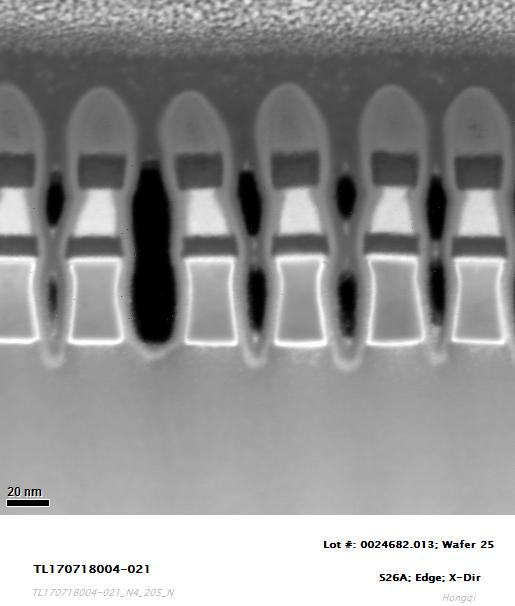 20 nm
Lot #: 0024682.013; Wafer 25
TL170718004-021
S26A; Edge; X-Dir
TL170718004-021_N4_205_N
Hongqi